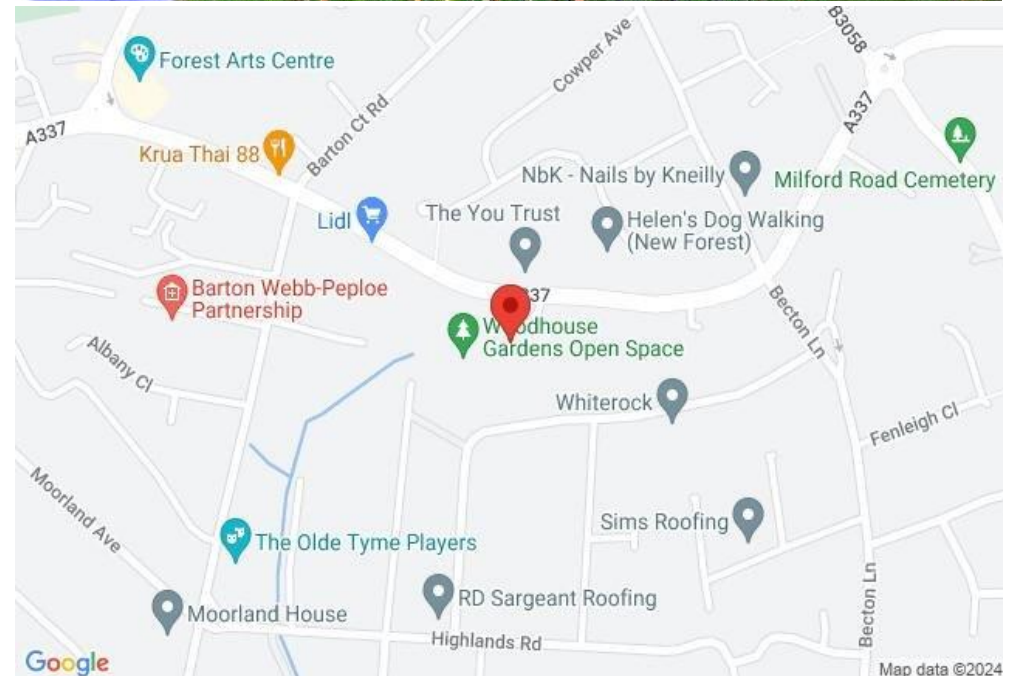 B3058
Forest Arts Centre
Cowper Ave
A337
A337
Barton Ct Rd
Krua Thai 88
NbK - Nails by Kneilly
Milford Road Cemetery
Lidl
The You Trust
Helen's Dog Walking
(New Forest)
Barton Webb-Peploe
Partnership
37
Woodhouse
Gardens Open Space
Becton Ln
Albany Cl
Whiterock
Fenleigh Cl
Moorland Ave
Sims Roofing
The Olde Tyme Players
RD Sargeant Roofing
Moorland House
Becton Ln
Highlands Rd
Google
Map data ©2024